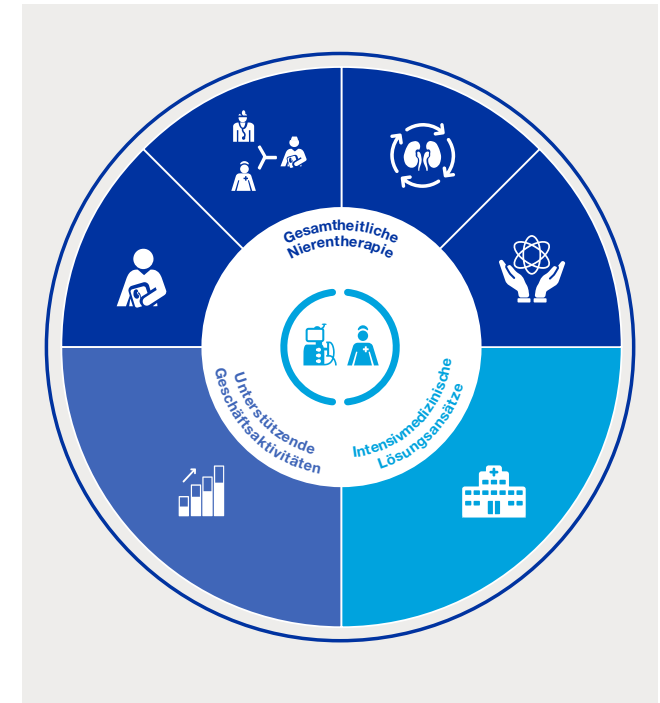 Gesamtheitliche
Nierentherapie
Unterstützende
Geschäftsaktivitäten
Intensivmedizinische
Lösungsansätze